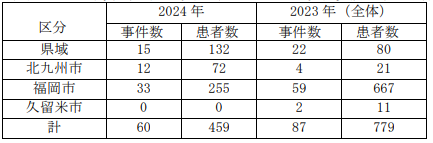 区分 2024 年 2023 年（全体）
事件数 患者数 事件数 患者数
県域 15 132 22 80
北九州市 12 72 4 21
福岡市 33 255 59 667
久留米市 0 0 2 11
計 60 459 87 779